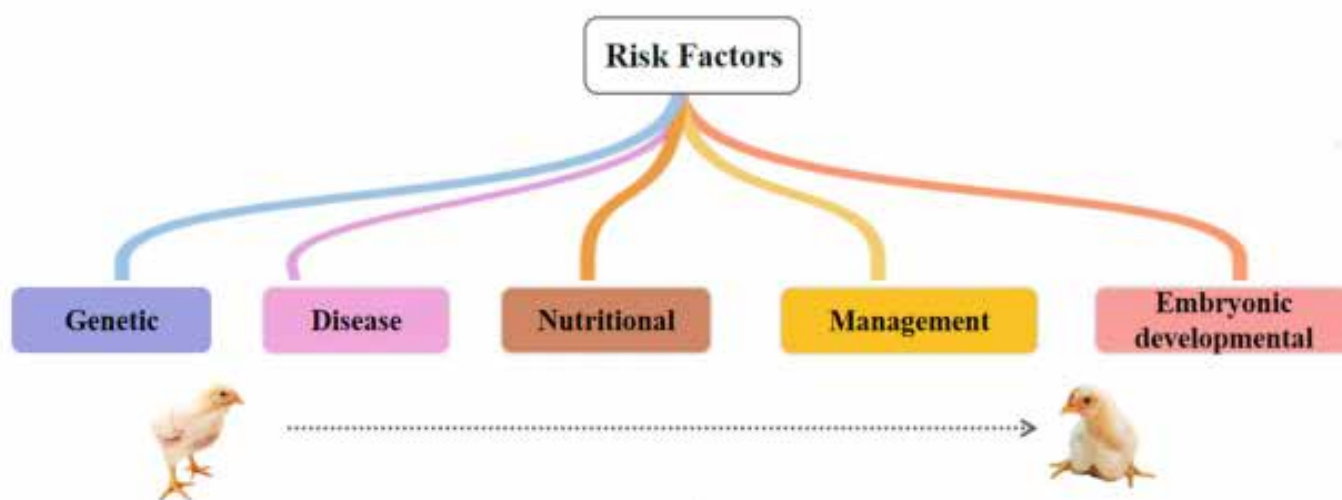 Risk Factors
Genetic
Disease
Nutritional
Management
Embryonic
developmental